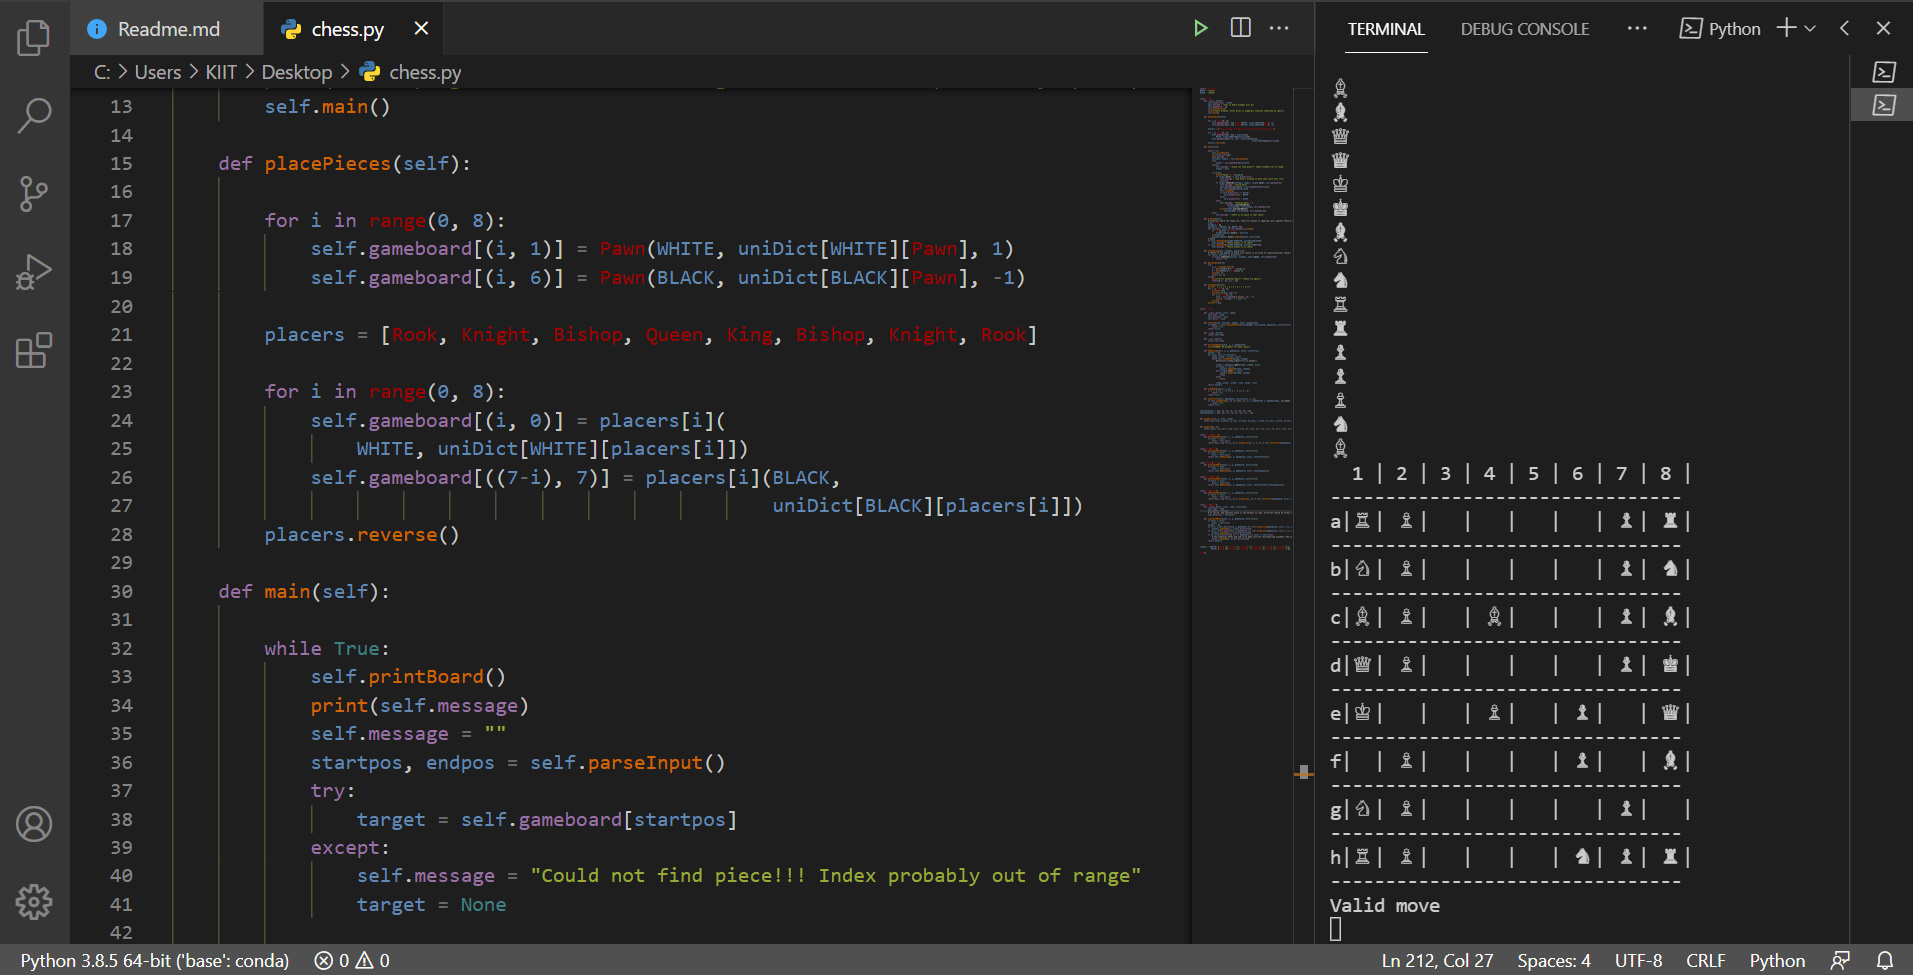 Readme.md
chess.py
C: > Users > KIIT > Desktop > chess.py
13 self.main()
14
15 def placePieces(self):
16
17 for i in range(0, 8):
18 self.gameboard[(i, 1)] = Pawn(WHITE, uniDict[WHITE][Pawn], 1)
19 self.gameboard[(i, 6)] = Pawn(BLACK, uniDict[BLACK][Pawn], -1)
20
21 placers = [Rook, Knight, Bishop, Queen, King, Bishop, Knight, Rook]
22
23 for i in range(0, 8):
24 self.gameboard[(i, 0)] = placers[i](
25 WHITE, uniDict[WHITE][placers[i]])
26 self.gameboard[((7-i), 7)] = placers[i](BLACK,
27 uniDict[BLACK][placers[i]])
28 placers.reverse()
29
30 def main(self):
31
32 while True:
33 self.printBoard()
34 print(self.message)
35 self.message = ""
36 startpos, endpos = self.parseInput()
37 try:
38 target = self.gameboard[startpos]
39 except:
40 self.message = "Could not find piece!!! Index probably out of range"
41 target = None
42
TERMINAL DEBUG CONSOLE ··· Python
♗
♝
♕
♕
♔
♚
♝
♘
♞
♖
♜
♟
♟
♙
♞
♗
1 | 2 | 3 | 4 | 5 | 6 | 7 | 8 |
--------------------------------
a|♖| ♙|   |   |   |   | ♟| ♜|
--------------------------------
b|♘| ♙|   |   |   |   | ♟| ♞|
--------------------------------
c|♗| ♙|   | ♗|   |   | ♟| ♝|
--------------------------------
d|♕| ♙|   |   |   |   | ♟| ♚|
--------------------------------
e|♔|   |   | ♙|   | ♟|   | ♛|
--------------------------------
f|   | ♙|   |   |   | ♟|   | ♝|
--------------------------------
g|♘| ♙|   |   |   |   | ♟|   |
--------------------------------
h|♖| ♙|   |   |   | ♞| ♟| ♜|
--------------------------------
Valid move
Python 3.8.5 64-bit ('base': conda) 0 0 Ln 212, Col 27 Spaces: 4 UTF-8 CRLF Python